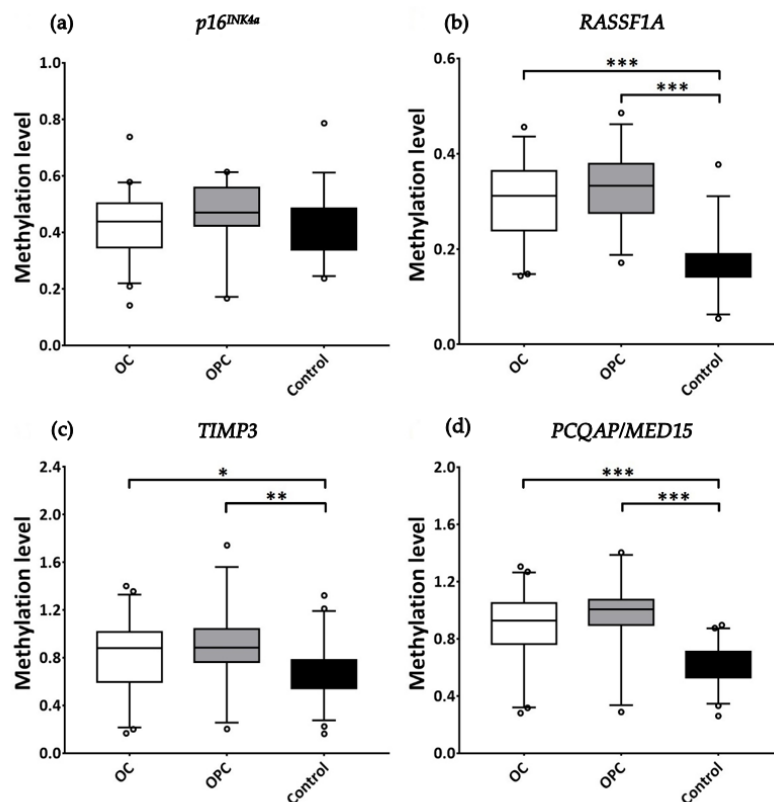 (a) p16INK4a
Methylation level
1.0
0.8
0.6
0.4
0.2
0.0
OC OPC Control
(b) RASSF1A
*** 
***
Methylation level
0.6
0.4
0.2
0.0
OC OPC Control
(c) TIMP3
*
**
Methylation level
2.4
2.0
1.6
1.2
0.8
0.4
0.0
OC OPC Control
(d) PCQAP/MED15
***
***
Methylation level
2.0
1.6
1.2
0.8
0.4
0.0
OC OPC Control